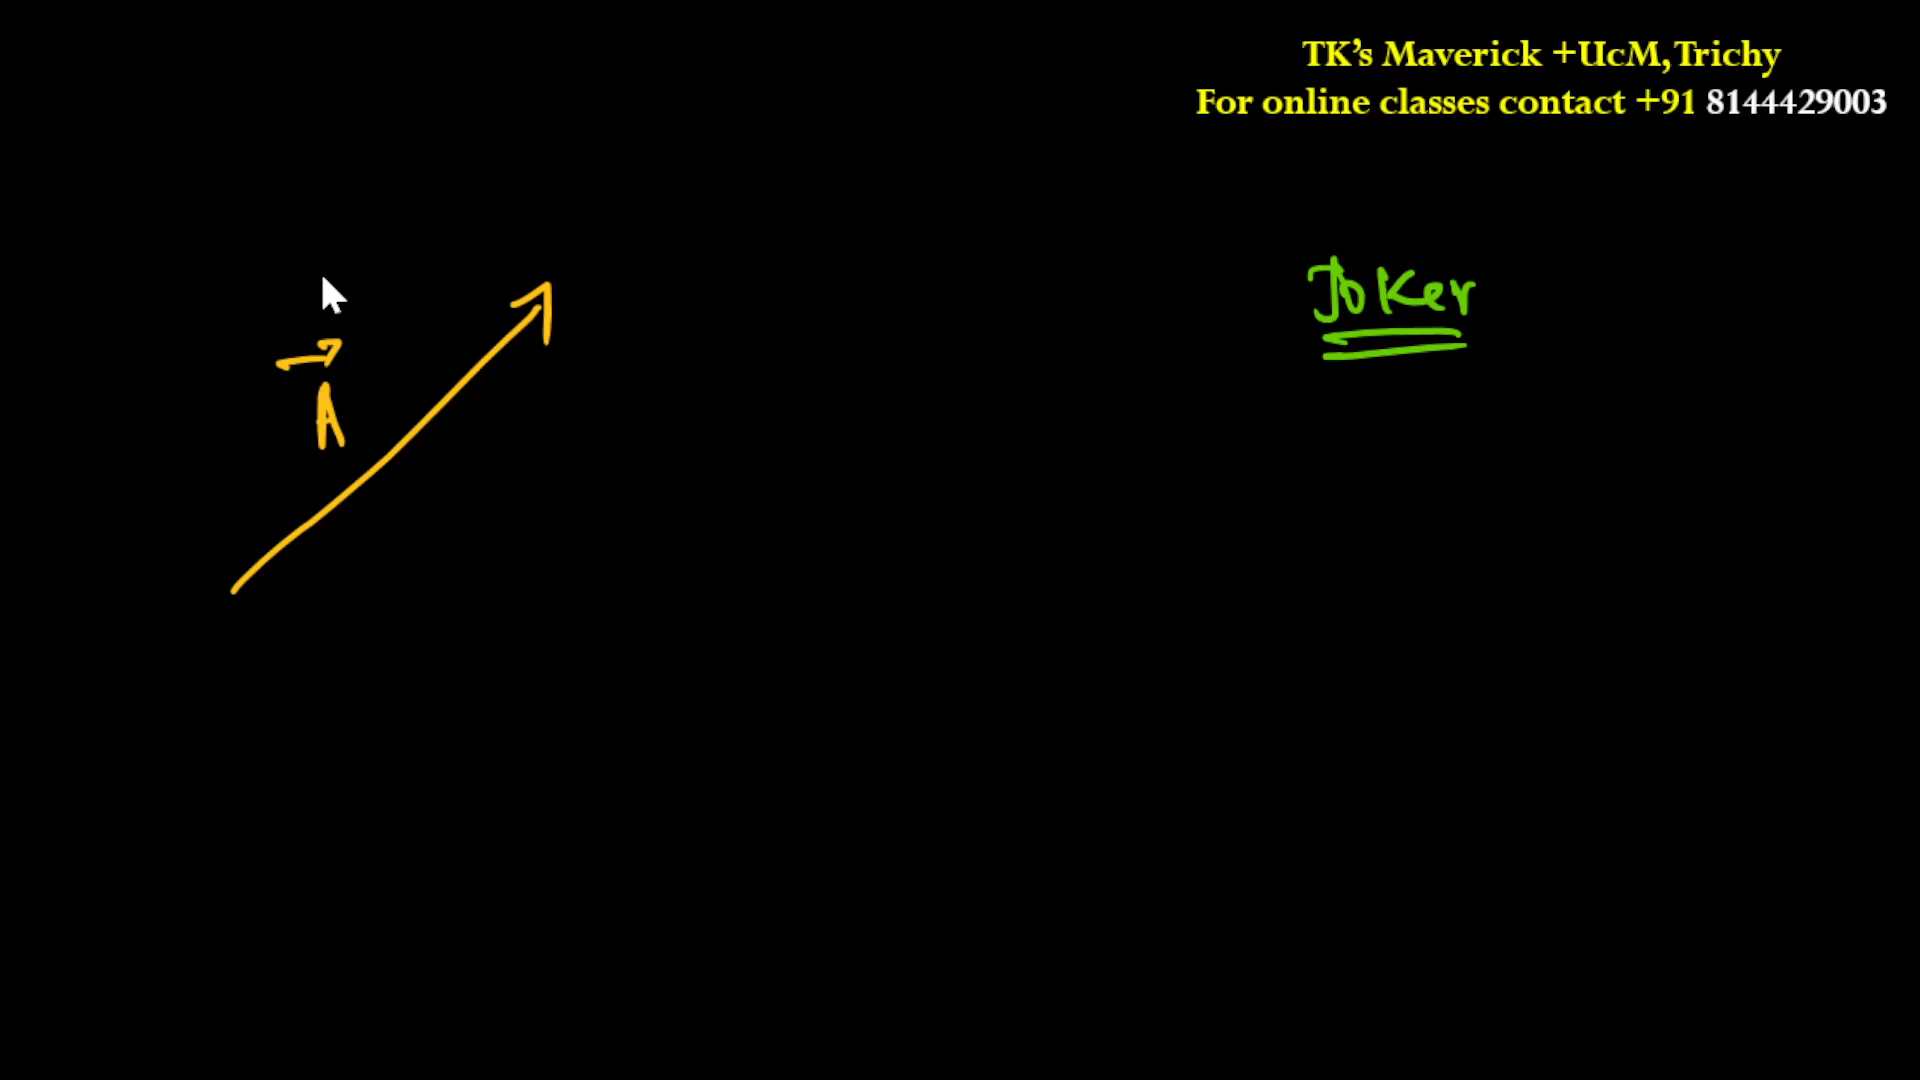 TK's Maverick +UcM, Trichy
For online classes contact +91 8144429003
Joker
A